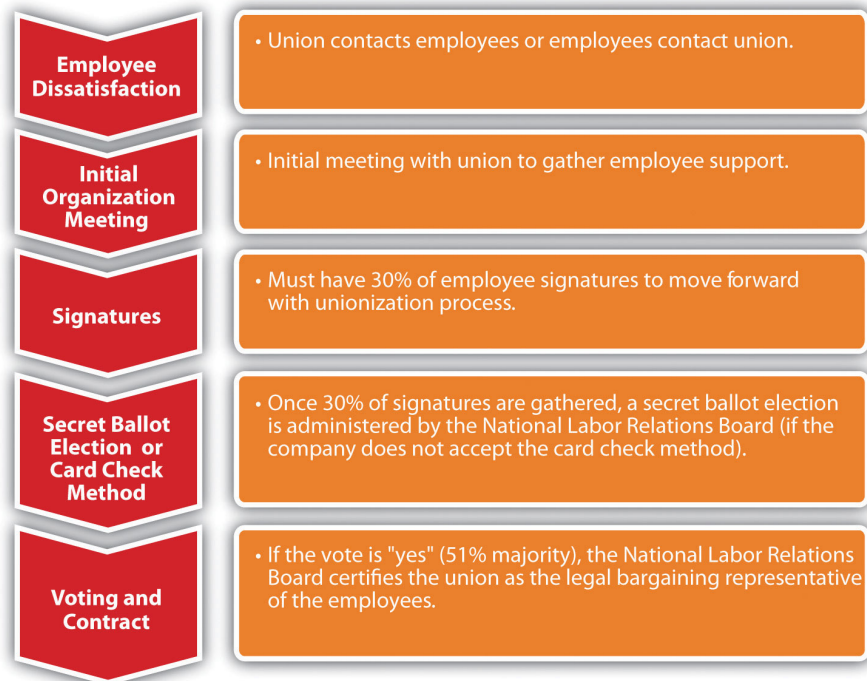 Employee
Dissatisfaction
• Union contacts employees or employees contact union.
Initial
Organization
Meeting
• Initial meeting with union to gather employee support.
Signatures
• Must have 30% of employee signatures to move forward
with unionization process.
Secret Ballot
Election or
Card Check
Method
• Once 30% of signatures are gathered, a secret ballot election
is administered by the National Labor Relations Board (if the
company does not accept the card check method).
Voting and
Contract
• If the vote is "yes" (51% majority), the National Labor Relations
Board certifies the union as the legal bargaining representative
of the employees.